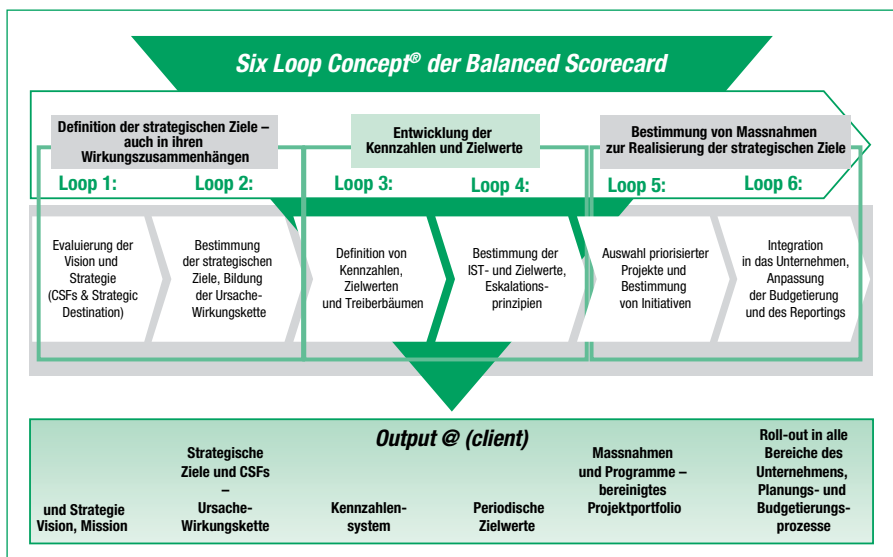 Six Loop Concept® der Balanced Scorecard
Definition der strategischen Ziele –
auch in ihren
Wirkungszusammenhängen
Entwicklung der
Kennzahlen und Zielwerte
Bestimmung von Massnahmen
zur Realisierung der strategischen Ziele
Loop 1:
Loop 2:
Loop 3:
Loop 4:
Loop 5:
Loop 6:
Evaluierung der
Vision und
Strategie
(CSFs & Strategic
Destination)
Bestimmung
der strategischen
Ziele, Bildung
der Ursache-
Wirkungskette
Definition von
Kennzahlen,
Zielwerten
und Treiberbäumen
Bestimmung der
IST- und Zielwerte,
Eskalations-
prinzipien
Auswahl priorisierter
Projekte und
Bestimmung
von Initiativen
Integration
in das Unternehmen,
Anpassung
der Budgetierung
und des Reportings
Output @ (client)
und Strategie
Vision, Mission
Strategische
Ziele und CSFs
–
Ursache-
Wirkungskette
Kennzahlen-
system
Periodische
Zielwerte
Massnahmen
und Programme –
bereinigtes
Projektportfolio
Roll-out in alle
Bereiche des
Unternehmens,
Planungs- und
Budgetierungs-
prozesse